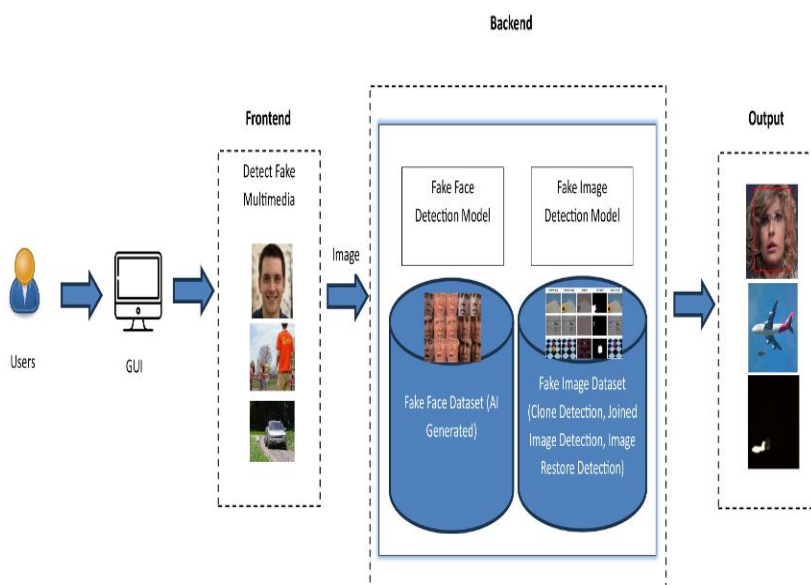 Backend
Frontend
Output
Detect Fake
Multimedia
Fake Face
Detection Model
Fake Image
Detection Model
Image
Users
GUI
Fake Face Dataset (AI
Generated)
Fake Image Dataset
(Clone Detection, Joined
Image Detection, Image
Restore Detection)